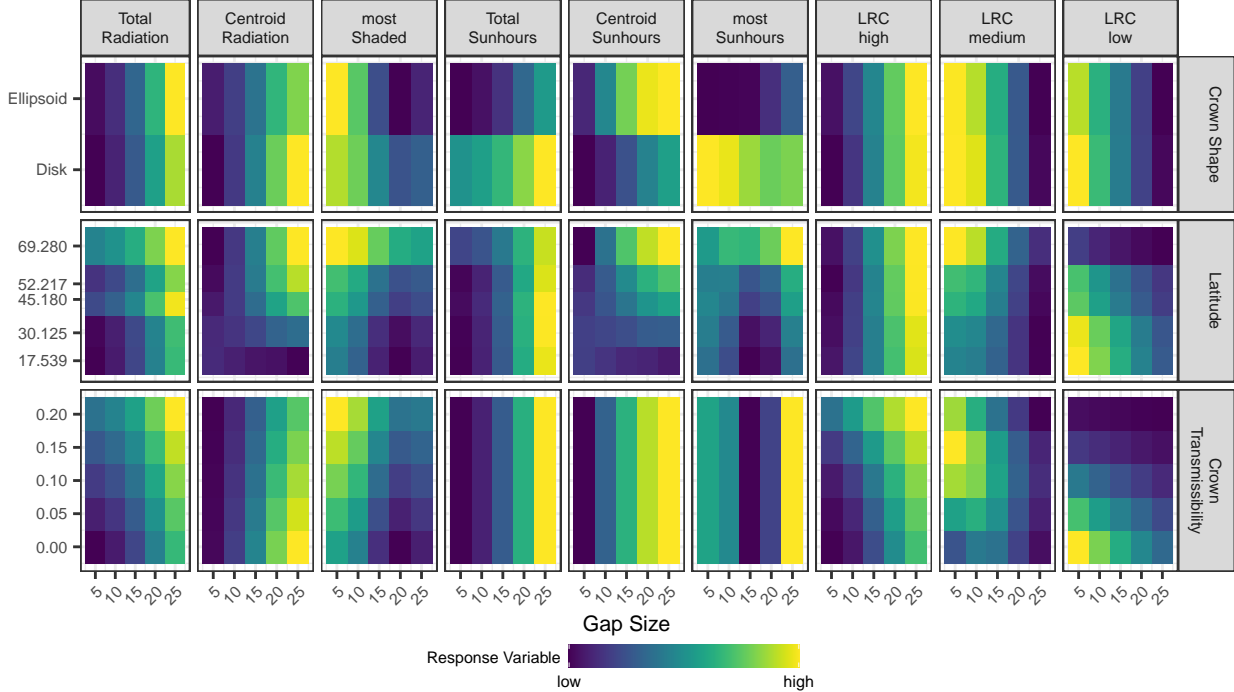 Total
Radiation
Centroid
Radiation
most
Shaded
Total
Sunhours
Centroid
Sunhours
most
Sunhours
LRC
high
LRC
medium
LRC
low
Ellipsoid
Disk
Crown Shape
69.280
52.217
45.180
30.125
17.539
Latitude
0.20
0.15
0.10
0.05
0.00
Crown
Transmissibility
5 10 15 20 25 5 10 15 20 25 5 10 15 20 25 5 10 15 20 25 5 10 15 20 25 5 10 15 20 25 5 10 15 20 25 5 10 15 20 25 5 10 15 20 25
Gap Size
Response Variable
low high